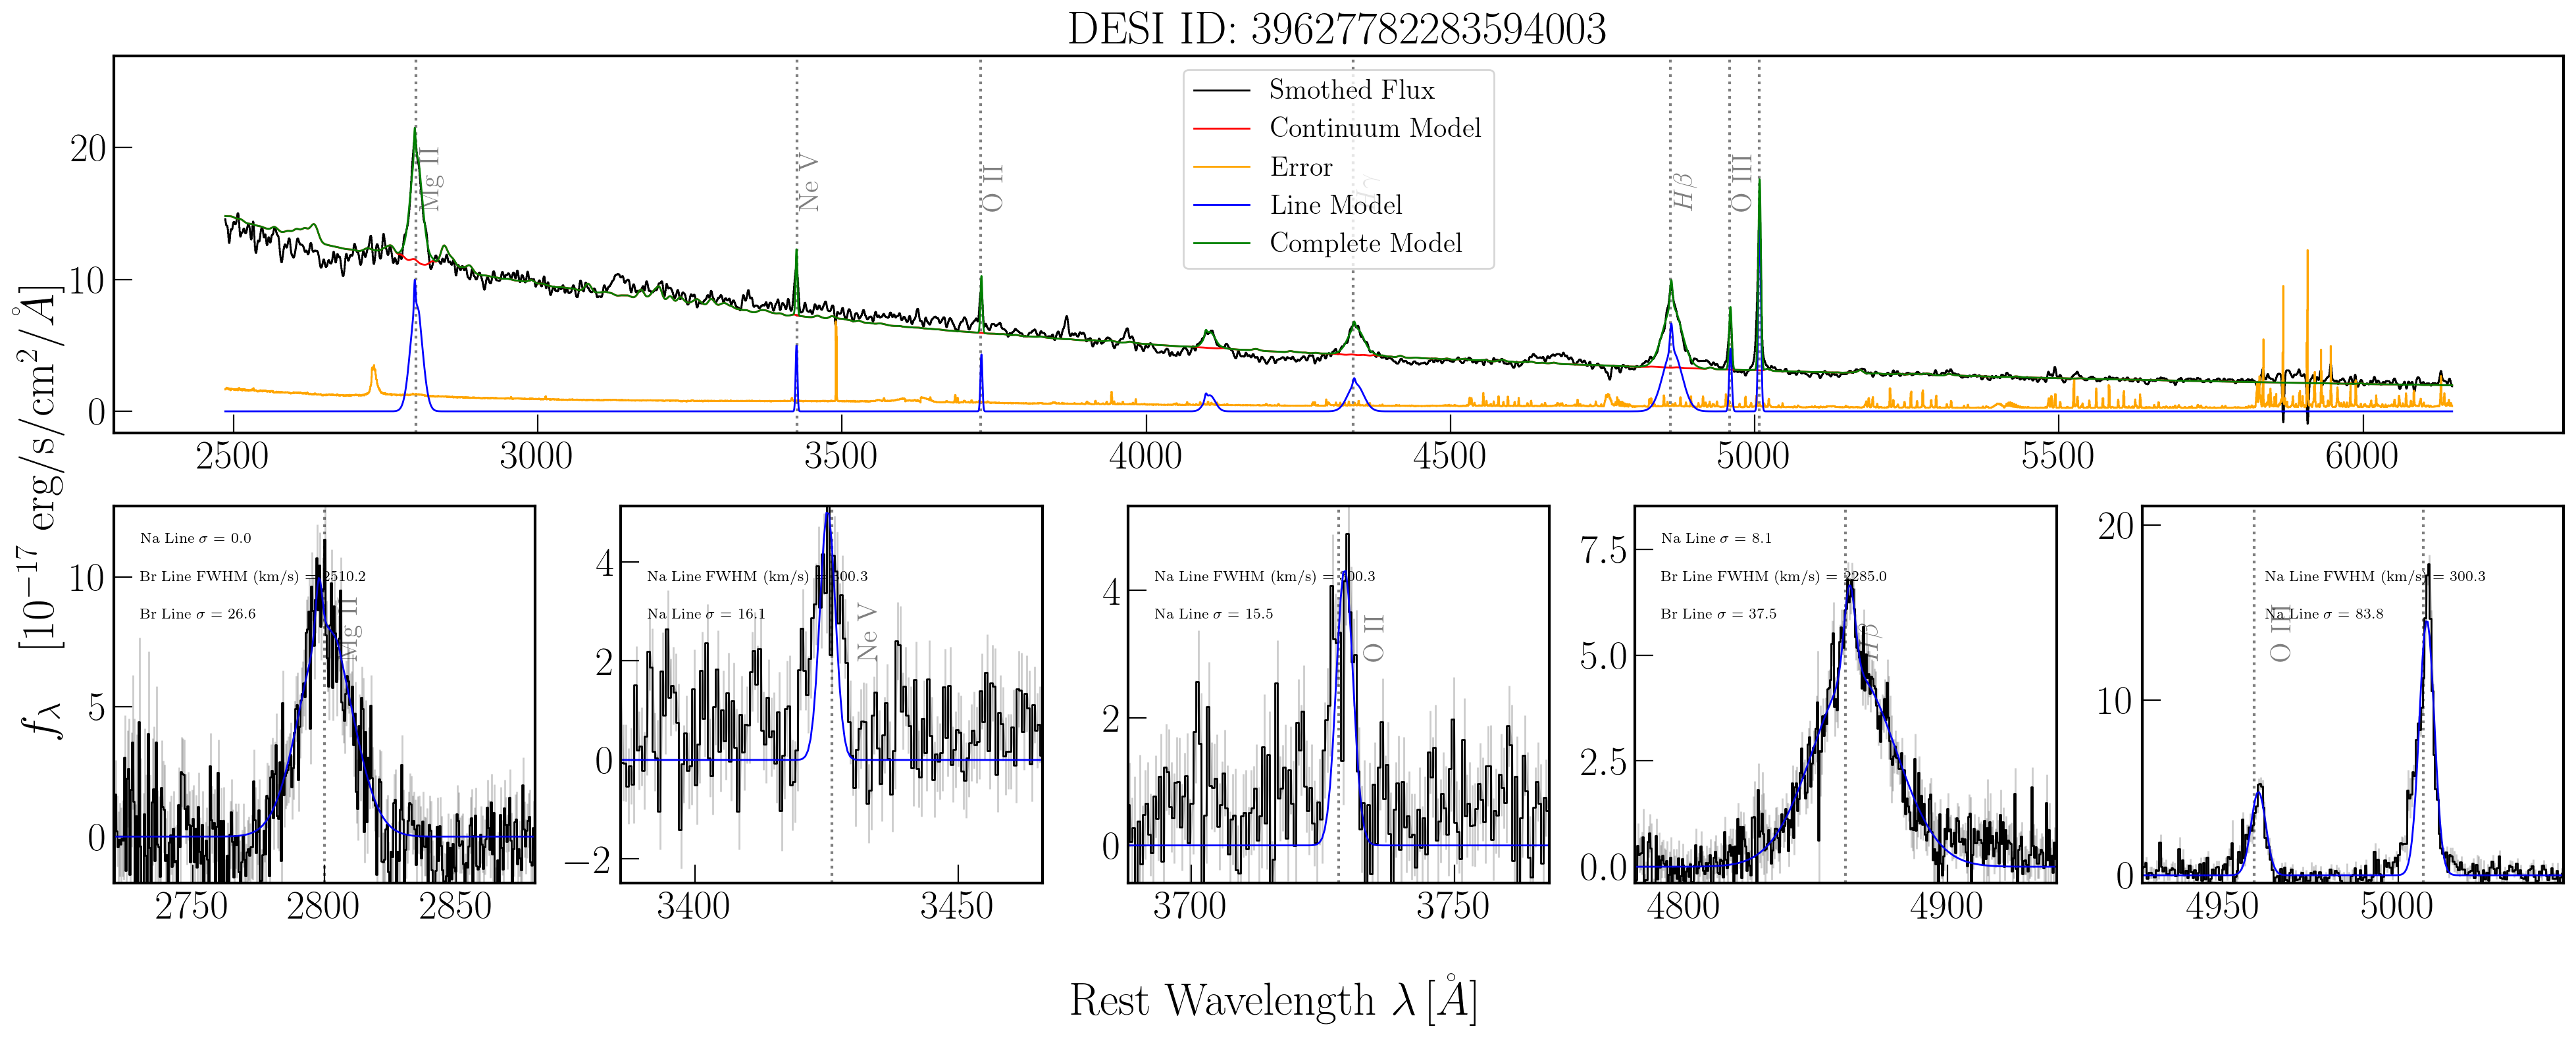 DESI ID: 39627782283594003
Smothed Flux
Continuum Model
Error
Line Model
Complete Model
Mg II
Ne V
O II
Hγ
Hβ
O III
20
10
0
2500 3000 3500 4000 4500 5000 5500 6000
f_λ [10^{-17} erg/s/cm^2/Å]
Na Line σ = 0.0
Br Line FWHM (km/s) = 2510.2
Br Line σ = 26.6
Mg II
10
5
0
2750 2800 2850
Na Line FWHM (km/s) = 300.3
Na Line σ = 16.1
Ne V
4
2
0
−2
3400 3450
Na Line FWHM (km/s) = 300.3
Na Line σ = 15.5
O II
4
2
0
3700 3750
Na Line σ = 8.1
Br Line FWHM (km/s) = 2285.0
Br Line σ = 37.5
Hβ
7.5
5.0
2.5
0.0
4800 4900
Na Line FWHM (km/s) = 300.3
Na Line σ = 83.8
O III
20
10
0
4950 5000
Rest Wavelength λ [Å]